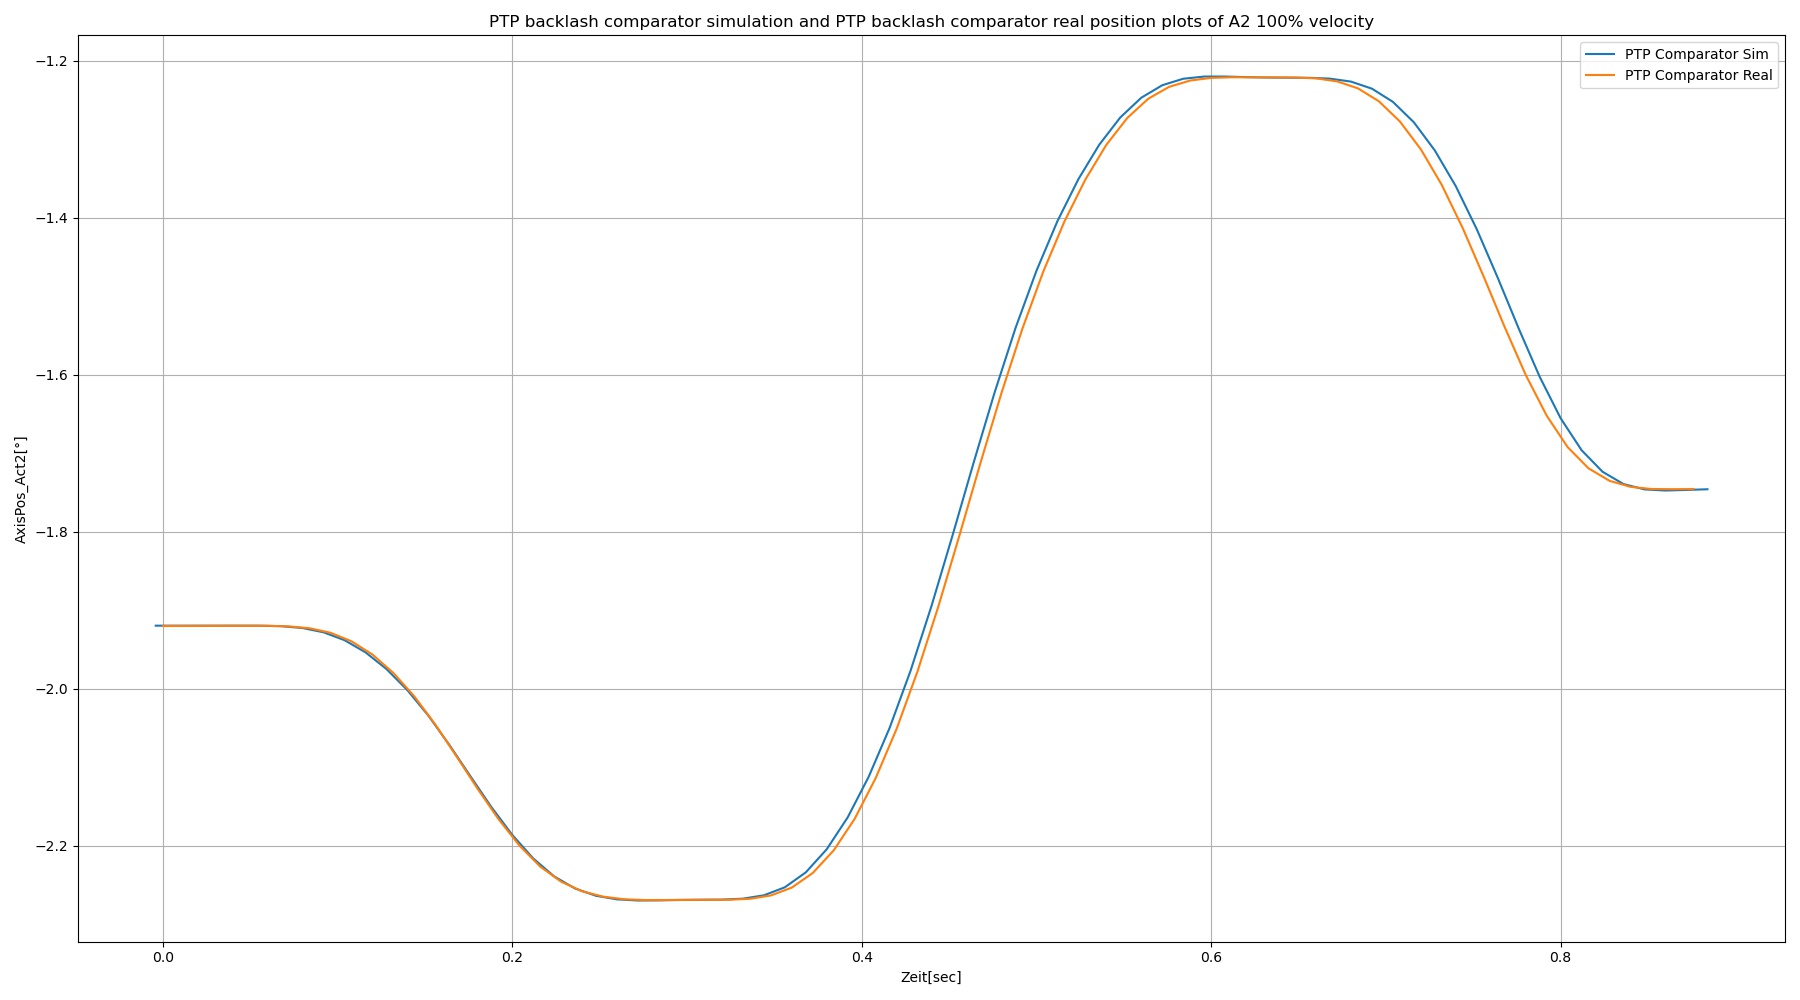 PTP backlash comparator simulation and PTP backlash comparator real position plots of A2 100% velocity
PTP Comparator Sim
PTP Comparator Real
−1.2
−1.4
−1.6
−1.8
−2.0
−2.2
AxisPos_Act2[°]
0.0
0.2
0.4
0.6
0.8
Zeit[sec]